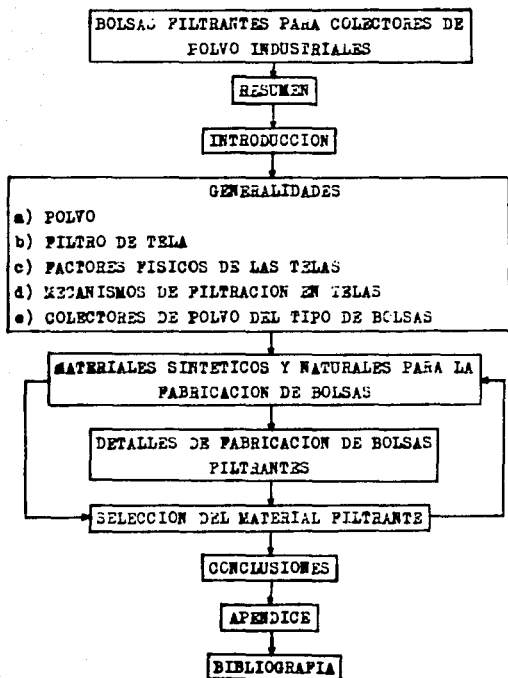 BOLSAS FILTRANTES PARA COLECTORES DE
POLVO INDUSTRIALES
RESUMEN
INTRODUCCION
GENERALIDADES
a) POLVO
b) FILTRO DE TELA
c) FACTORES FISICOS DE LAS TELAS
d) MECANISMOS DE FILTRACION EN TELAS
e) COLECTORES DE POLVO DEL TIPO DE BOLSAS
MATERIALES SINTETICOS Y NATURALES PARA LA
FABRICACION DE BOLSAS
DETALLES DE FABRICACION DE BOLSAS
FILTRANTES
SELECCION DEL MATERIAL FILTRANTE
CONCLUSIONES
APENDICE
BIBLIOGRAFIA